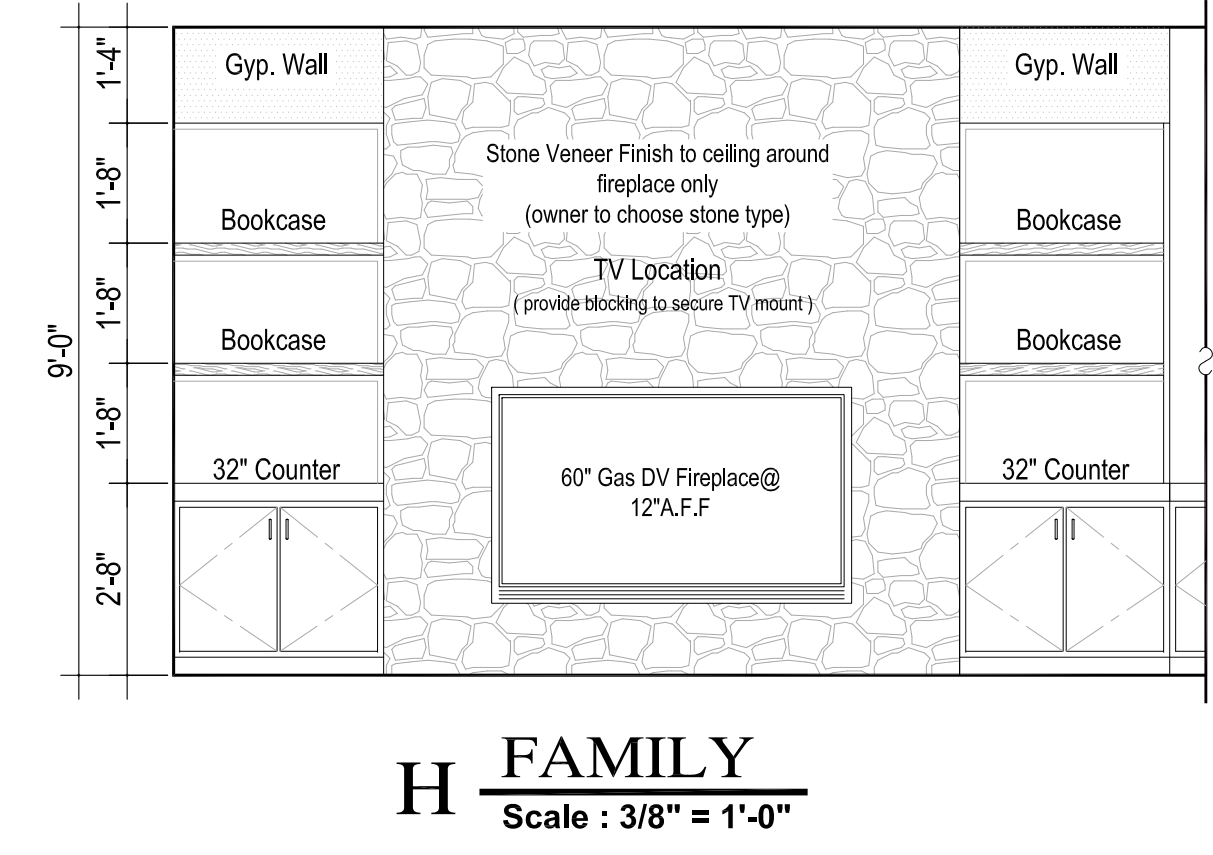 1'-4"
Gyp. Wall
Gyp. Wall
Stone Veneer Finish to ceiling around
fireplace only
(owner to choose stone type)
1'-8"
Bookcase
Bookcase
TV Location
( provide blocking to secure TV mount )
1'-8"
9'-0"
Bookcase
Bookcase
1'-8"
32" Counter
32" Counter
60" Gas DV Fireplace@
12"A.F.F
2'-8"
H
FAMILY
Scale : 3/8" = 1'-0"